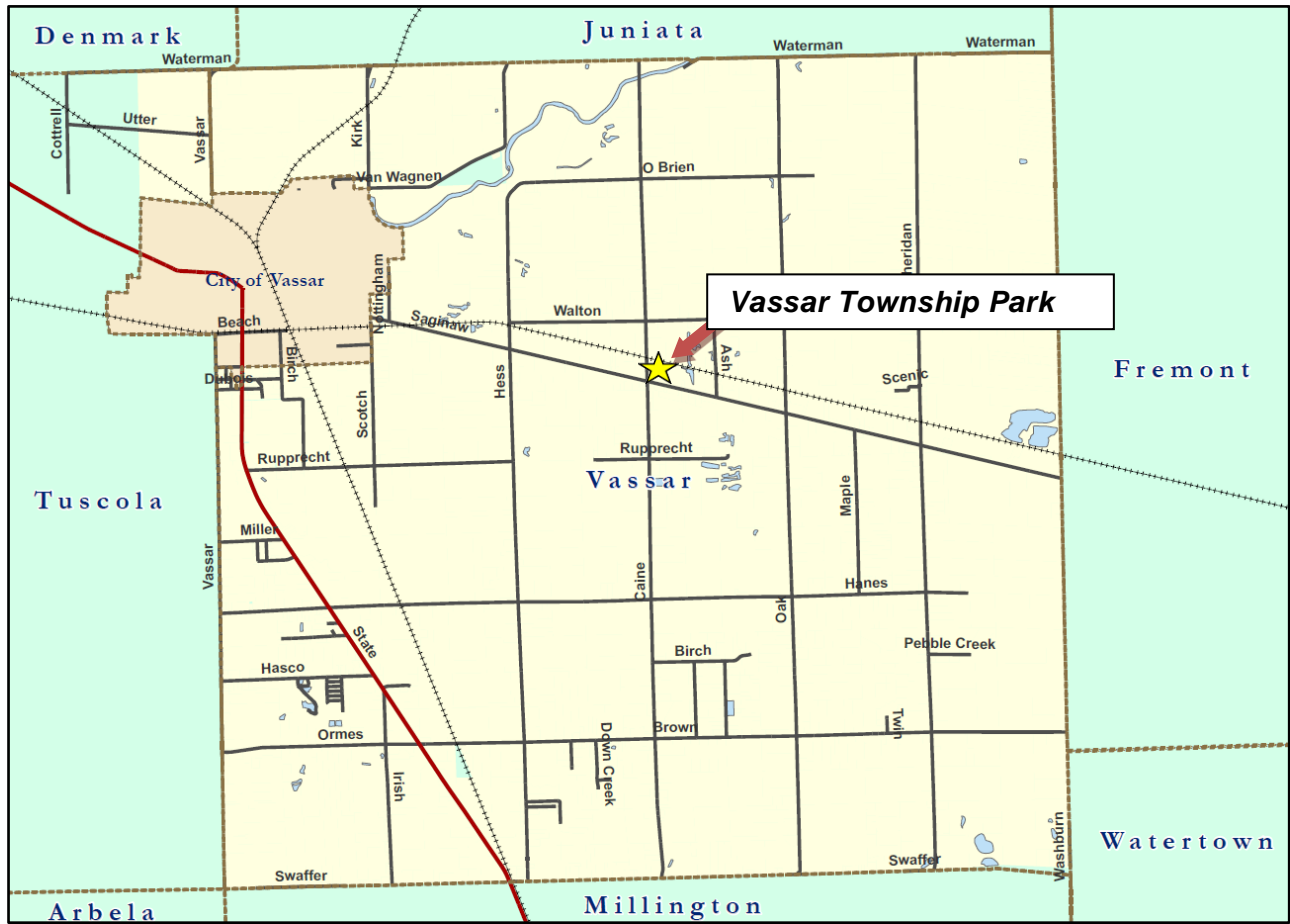 Denmark
Juniata
Waterman
Waterman
Waterman
Cottrell
Utter
Vassar
Kirk
Van Wagnen
O Brien
City of Vassar
Nottingham
heridan
Vassar Township Park
Beach
Birch
Saginaw
Walton
Ash
Dubois
Scotch
Hess
Scenic
Fremont
Rupprecht
Rupprecht
Vassar
Maple
Tuscola
Miller
Vassar
Caine
Oak
Hanes
State
Birch
Pebble Creek
Hasco
Ormes
Down Creek
Brown
Twin
Irish
Washburn
Watertown
Swaffer
Swaffer
Arbela
Millington